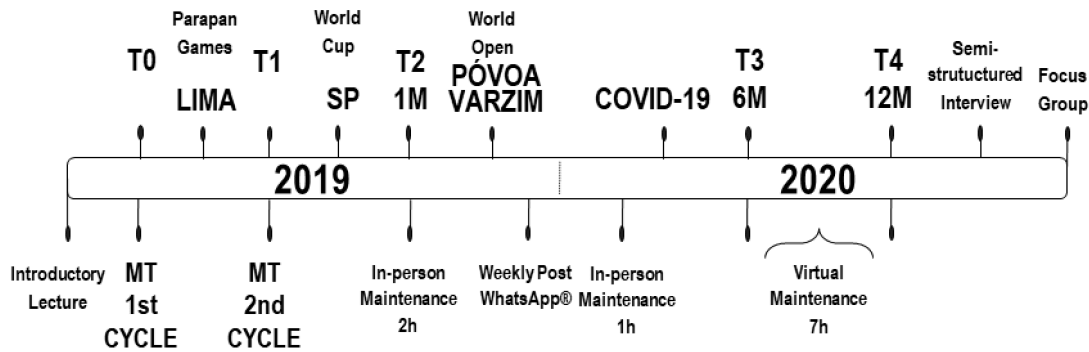 T0
Parapan
Games
LIMA
T1
World
Cup
SP
T2
1M
World
Open
PÓVOA
VARZIM
COVID-19
T3
6M
T4
12M
Semi-
strutuctured
Interview
Focus
Group
2019
2020
Introductory
Lecture
MT
1st
CYCLE
MT
2nd
CYCLE
In-person
Maintenance
2h
Weekly Post
WhatsApp®
In-person
Maintenance
1h
Virtual
Maintenance
7h